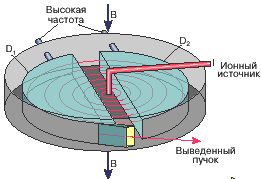 Высокая
частота
B
D1
D2
Ионный
источник
Выведенный
пучок
B